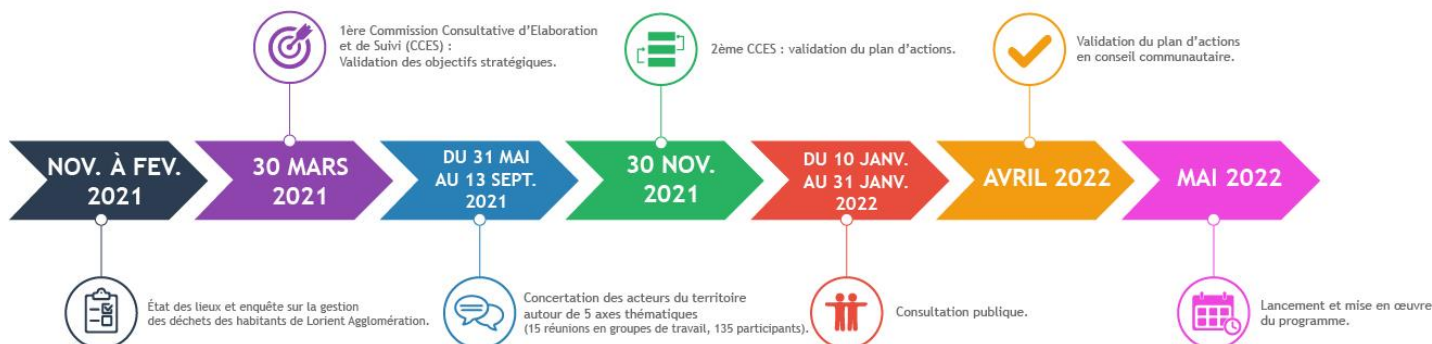 1ère Commission Consultative d'Elaboration
et de Suivi (CCES) :
Validation des objectifs stratégiques.
2ème CCES : validation du plan d'actions.
Validation du plan d'actions
en conseil communautaire.
NOV. À FEV.
2021
30 MARS
2021
DU 31 MAI
AU 13 SEPT.
2021
30 NOV.
2021
DU 10 JANV.
AU 31 JANV.
2022
AVRIL 2022
MAI 2022
État des lieux et enquête sur la gestion
des déchets des habitants de Lorient Agglomération.
Concertation des acteurs du territoire
autour de 5 axes thématiques
(15 réunions en groupes de travail, 135 participants).
Consultation publique.
Lancement et mise en œuvre
du programme.